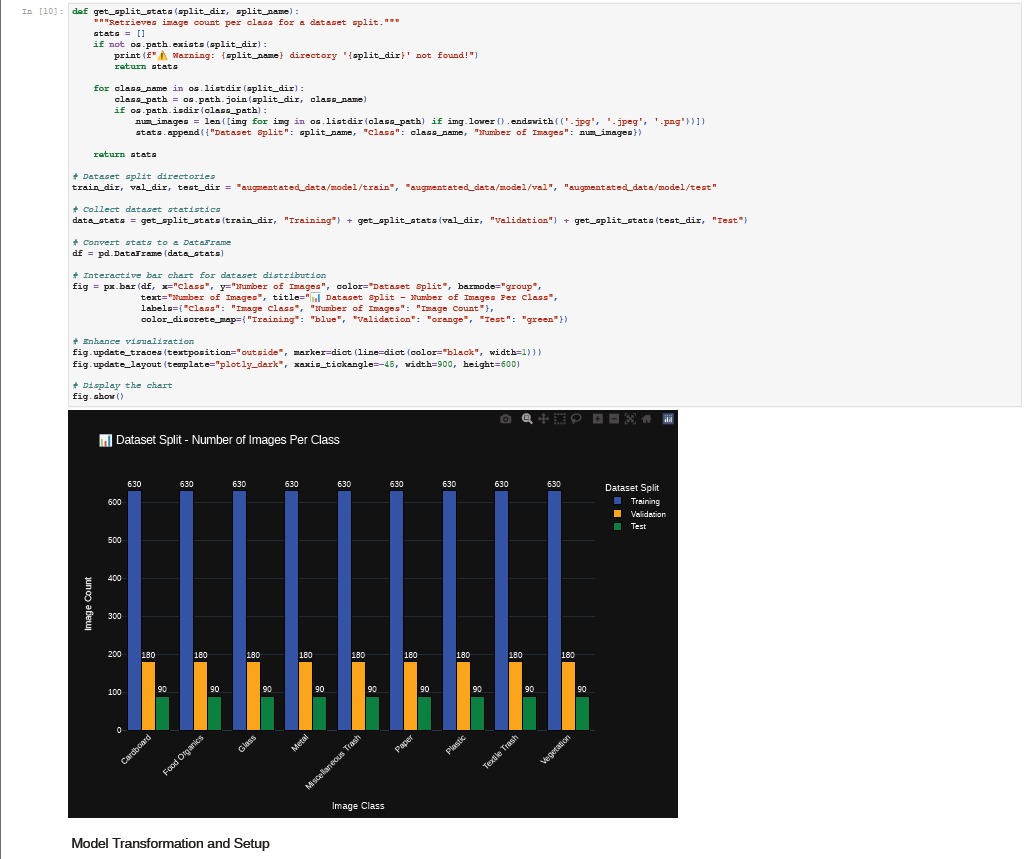 In [10]:
def get_split_stats(split_dir, split_name):
"""Retrieves image count per class for a dataset split."""
stats = []
if not os.path.exists(split_dir):
print(f"⚠️ Warning: {split_name} directory '{split_dir}' not found!")
return stats
for class_name in os.listdir(split_dir):
class_path = os.path.join(split_dir, class_name)
if os.path.isdir(class_path):
num_images = len([img for img in os.listdir(class_path) if img.lower().endswith(('.jpg', '.jpeg', '.png'))])
stats.append({"Dataset Split": split_name, "Class": class_name, "Number of Images": num_images})
return stats
# Dataset split directories
train_dir, val_dir, test_dir = "augmentated_data/model/train", "augmentated_data/model/val", "augmentated_data/model/test"
# Collect dataset statistics
data_stats = get_split_stats(train_dir, "Training") + get_split_stats(val_dir, "Validation") + get_split_stats(test_dir, "Test")
# Convert stats to a DataFrame
df = pd.DataFrame(data_stats)
# Interactive bar chart for dataset distribution
fig = px.bar(df, x="Class", y="Number of Images", color="Dataset Split", barmode="group",
text="Number of Images", title="📊 Dataset Split - Number of Images Per Class",
labels={"Class": "Image Class", "Number of Images": "Image Count"},
color_discrete_map={"Training": "blue", "Validation": "orange", "Test": "green"})
# Enhance visualization
fig.update_traces(textposition="outside", marker=dict(line=dict(color="black", width=1)))
fig.update_layout(template="plotly_dark", xaxis_tickangle=-45, width=900, height=600)
# Display the chart
fig.show()
📊 Dataset Split - Number of Images Per Class
630 630 630 630 630 630 630 630 630
Dataset Split
Training
Validation
Test
600
500
400
300
200
100
0
180 180 180 180 180 180 180 180 180
90 90 90 90 90 90 90 90 90
Image Count
Cardboard
Food Organics
Glass
Metal
Miscellaneous Trash
Paper
Plastic
Textile Trash
Vegetation
Image Class
Model Transformation and Setup